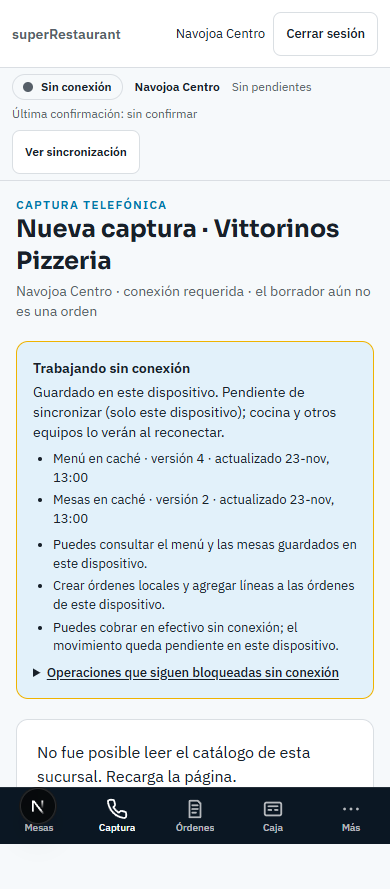 superRestaurant
Navojoa Centro
Cerrar sesión
Sin conexión
Navojoa Centro
Sin pendientes
Última confirmación: sin confirmar
Ver sincronización
CAPTURA TELEFÓNICA
Nueva captura · Vittorinos
Pizzeria
Navojoa Centro · conexión requerida · el borrador aún no
es una orden
Trabajando sin conexión
Guardado en este dispositivo. Pendiente de
sincronizar (solo este dispositivo); cocina y otros
equipos lo verán al reconectar.
• Menú en caché · versión 4 · actualizado 23-nov,
13:00
• Mesas en caché · versión 2 · actualizado 23-nov,
13:00
• Puedes consultar el menú y las mesas guardados en
este dispositivo.
• Crear órdenes locales y agregar líneas a las órdenes
de este dispositivo.
• Puedes cobrar en efectivo sin conexión; el
movimiento queda pendiente en este dispositivo.
Operaciones que siguen bloqueadas sin conexión
No fue posible leer el catálogo de esta
sucursal. Recarga la página.
N
Mesas
Captura
Órdenes
Caja
Más